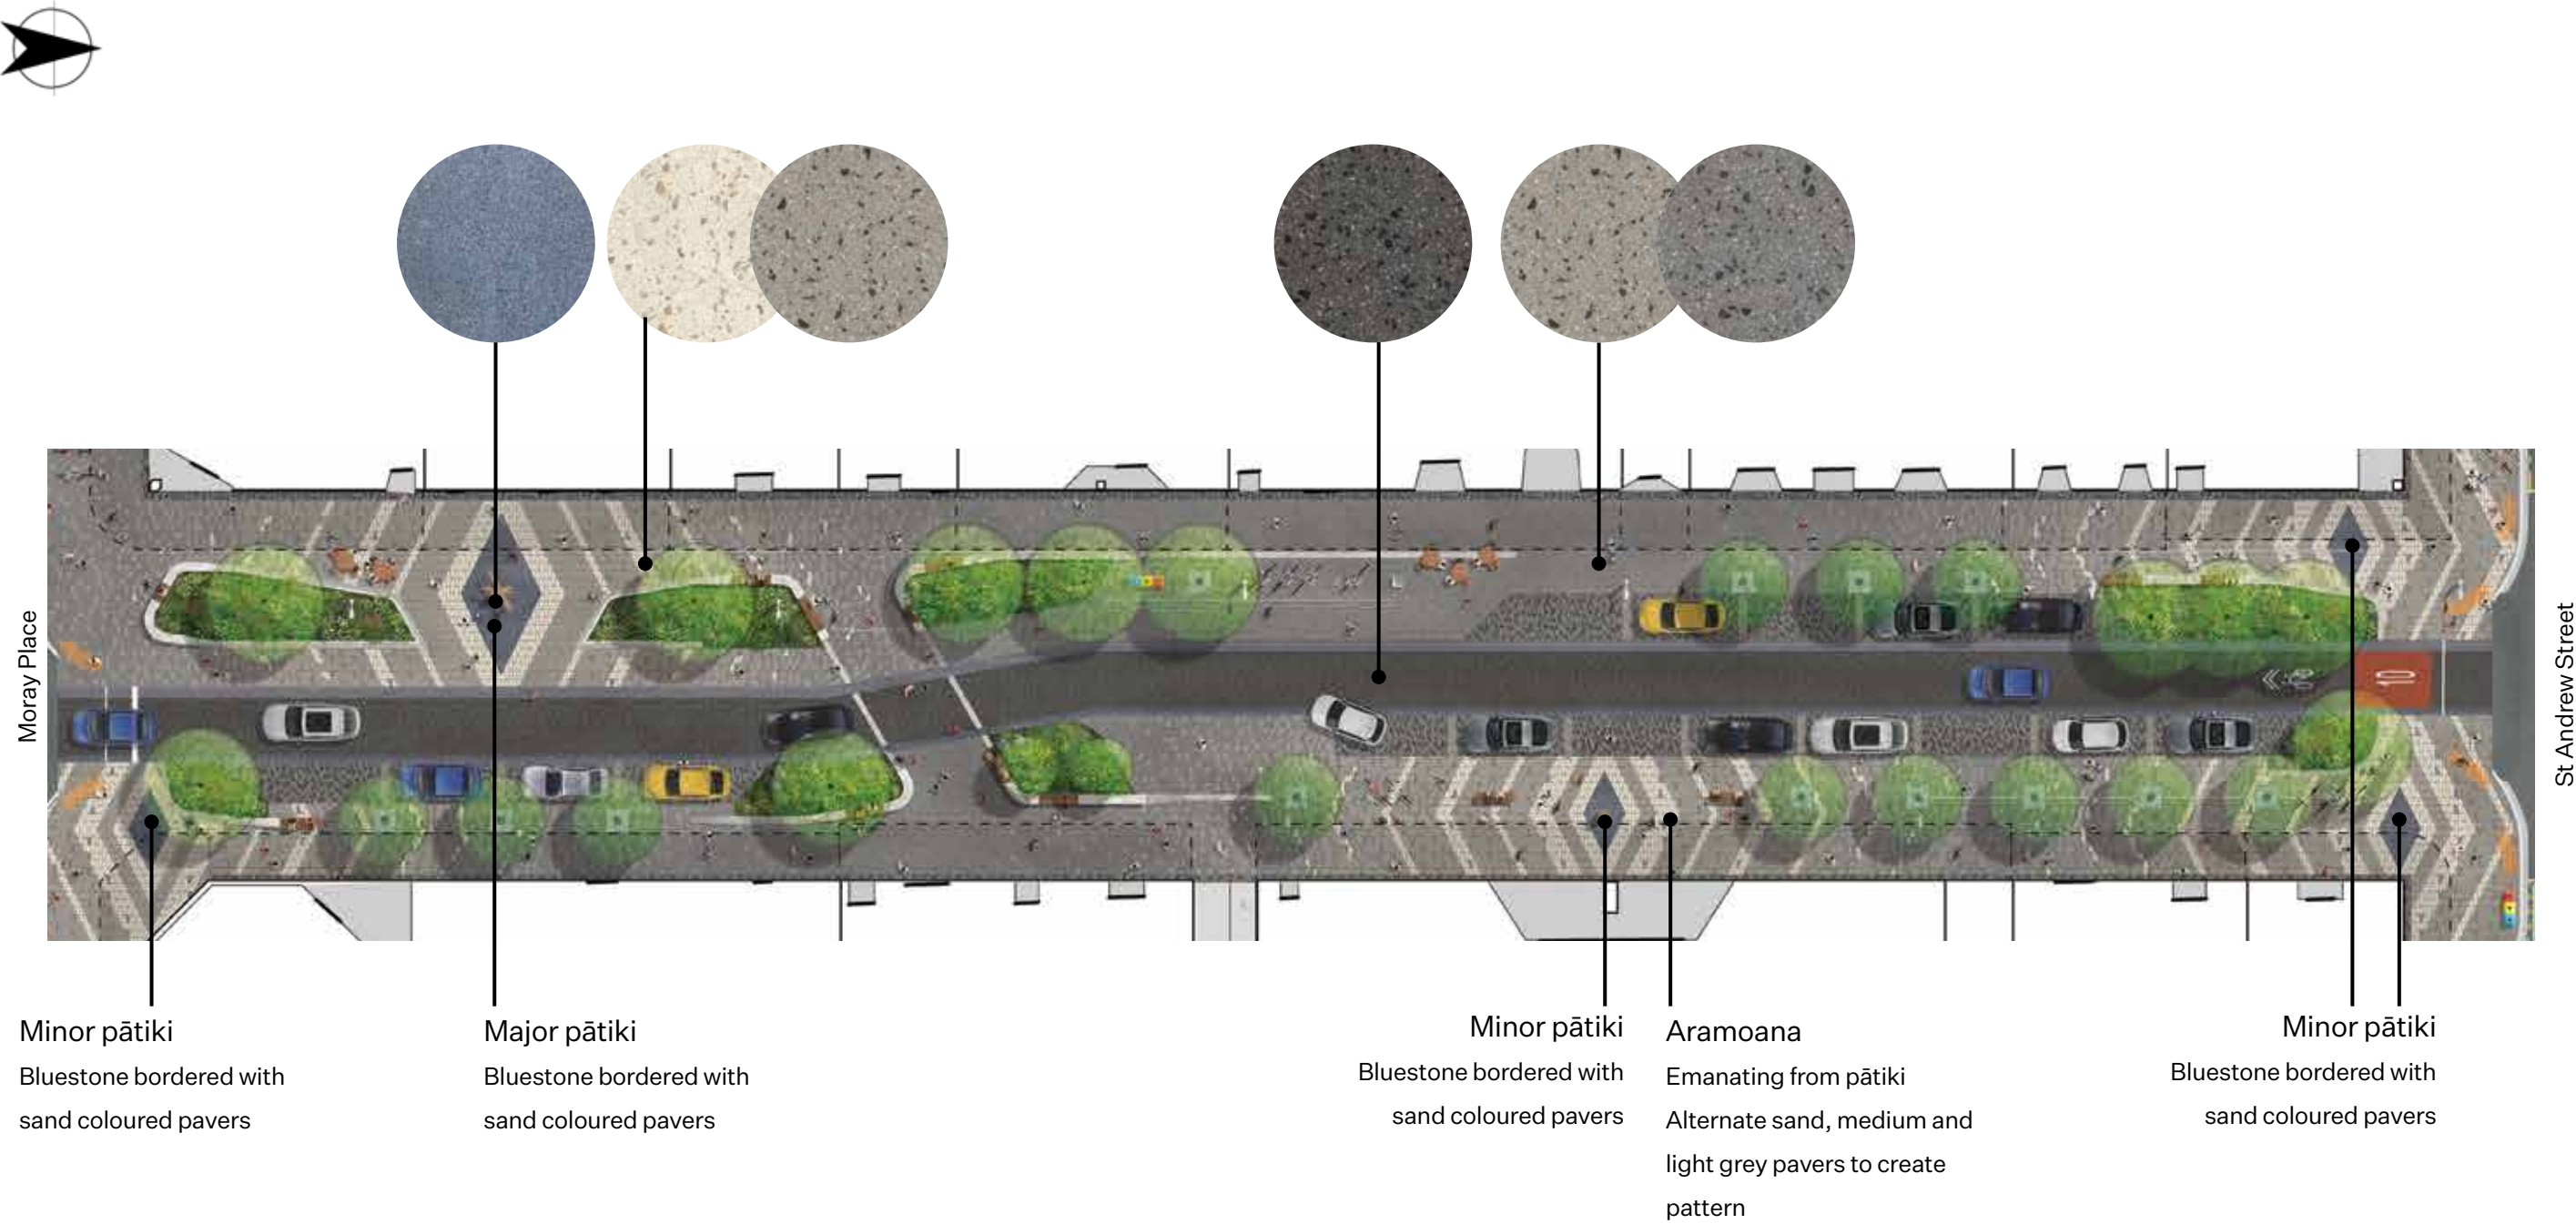 Moray Place
St Andrew Street
Minor pātiki
Bluestone bordered with
sand coloured pavers
Major pātiki
Bluestone bordered with
sand coloured pavers
Minor pātiki
Bluestone bordered with
sand coloured pavers
Aramoana
Emanating from pātiki
Alternate sand, medium and
light grey pavers to create
pattern
Minor pātiki
Bluestone bordered with
sand coloured pavers